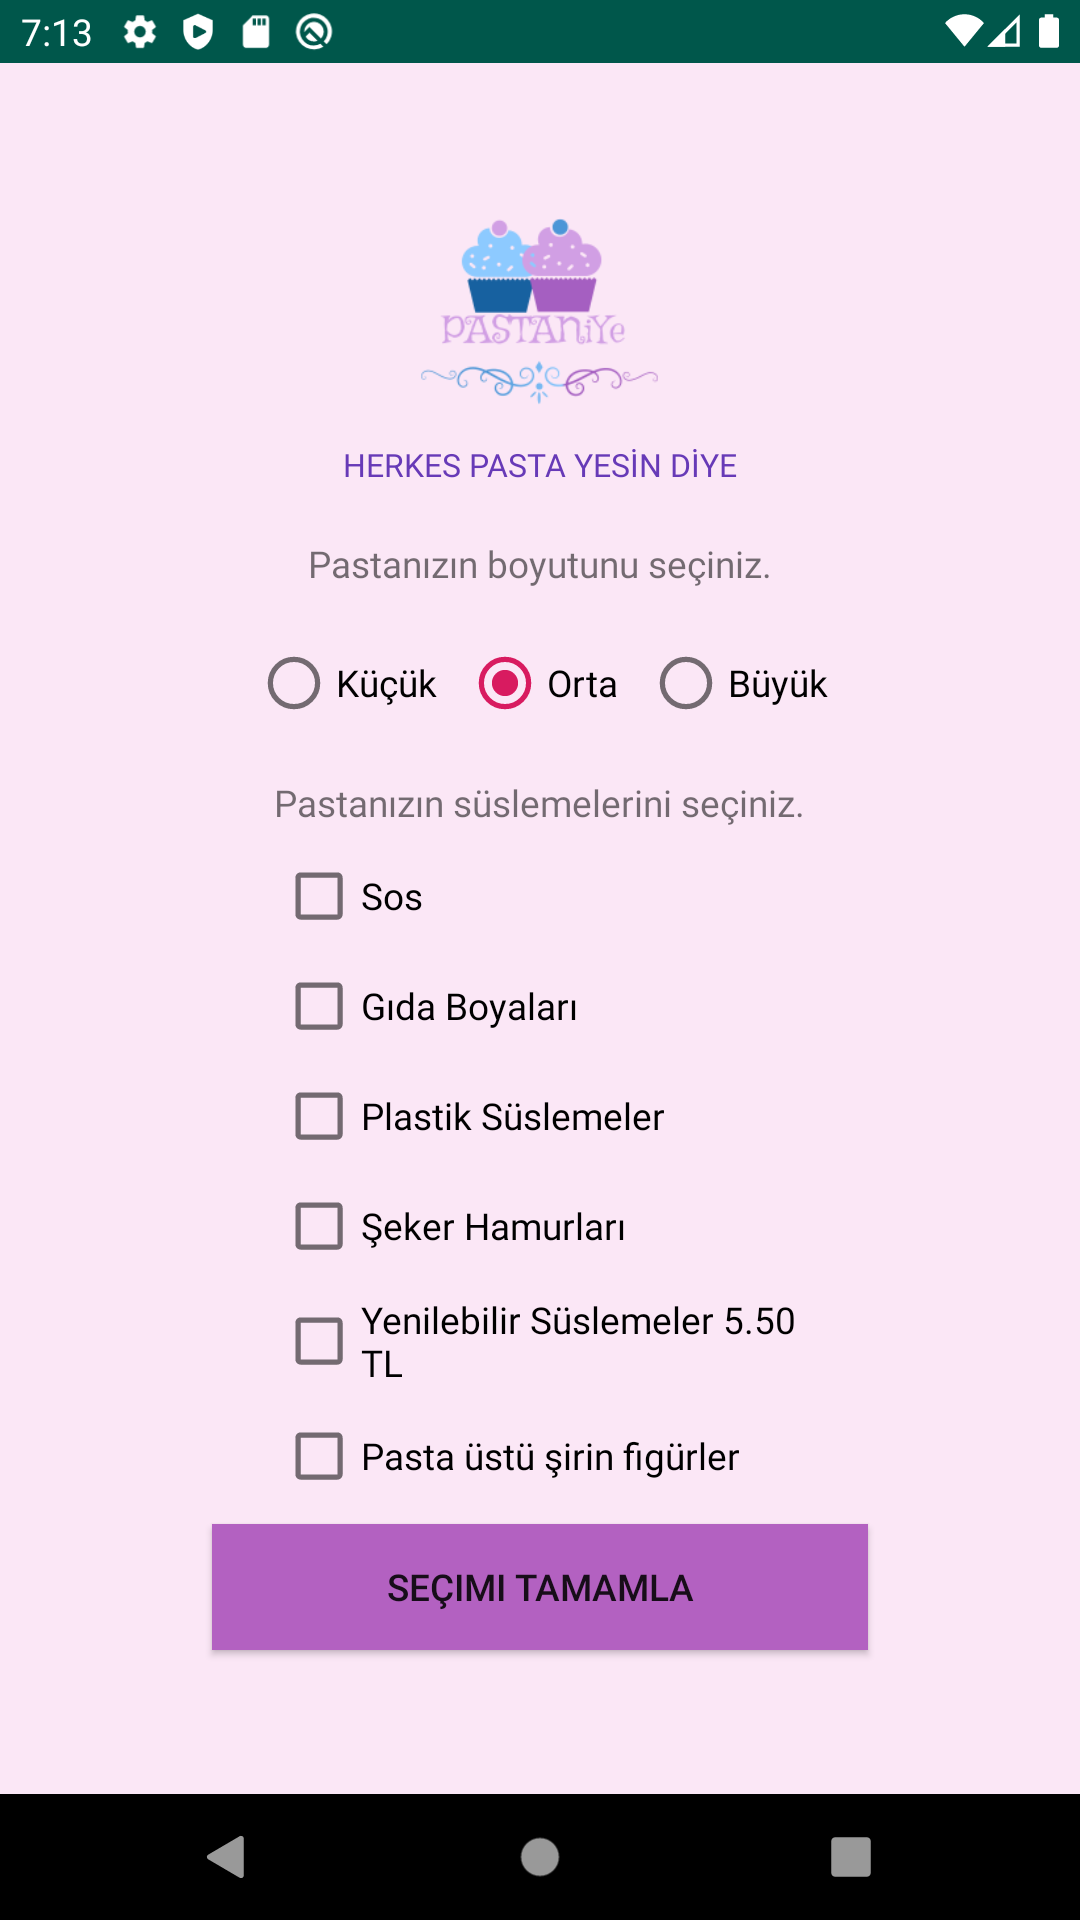 7:13
PASTANiYe
HERKES PASTA YESİN DİYE
Pastanızın boyutunu seçiniz.
Küçük Orta Büyük
Pastanızın süslemelerini seçiniz.
Sos
Gıda Boyaları
Plastik Süslemeler
Şeker Hamurları
Yenilebilir Süslemeler 5.50
TL
Pasta üstü şirin figürler
SEÇIMI TAMAMLA